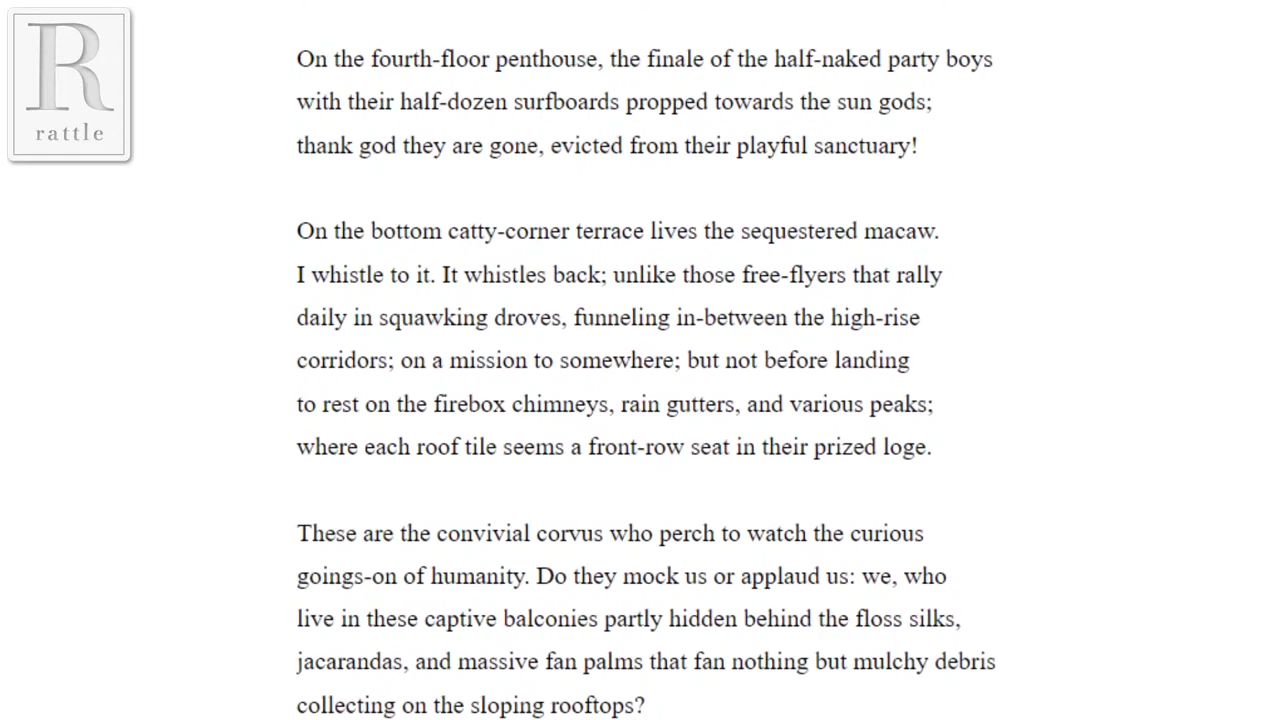 R
rattle
On the fourth-floor penthouse, the finale of the half-naked party boys
with their half-dozen surfboards propped towards the sun gods;
thank god they are gone, evicted from their playful sanctuary!
On the bottom catty-corner terrace lives the sequestered macaw.
I whistle to it. It whistles back; unlike those free-flyers that rally
daily in squawking droves, funneling in-between the high-rise
corridors; on a mission to somewhere; but not before landing
to rest on the firebox chimneys, rain gutters, and various peaks;
where each roof tile seems a front-row seat in their prized loge.
These are the convivial corvus who perch to watch the curious
goings-on of humanity. Do they mock us or applaud us: we, who
live in these captive balconies partly hidden behind the floss silks,
jacarandas, and massive fan palms that fan nothing but mulchy debris
collecting on the sloping rooftops?